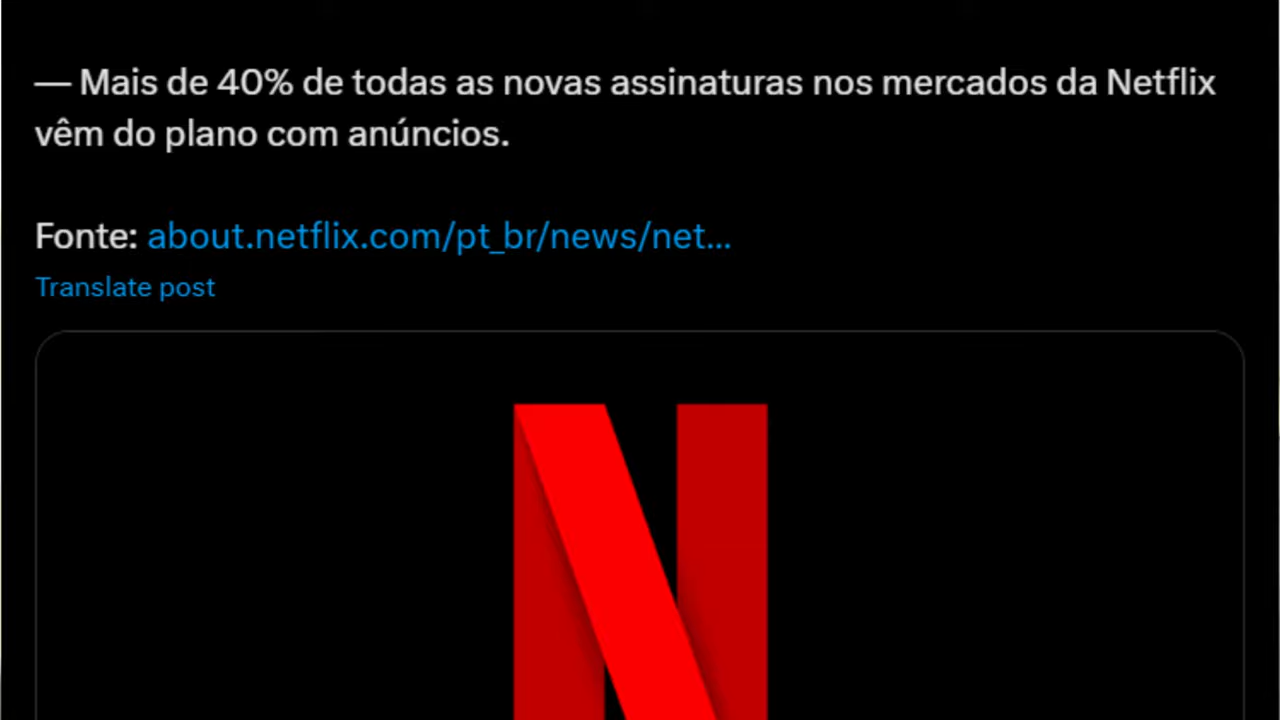 — Mais de 40% de todas as novas assinaturas nos mercados da Netflix
vêm do plano com anúncios.
Fonte: about.netflix.com/pt_br/news/net...
Translate post